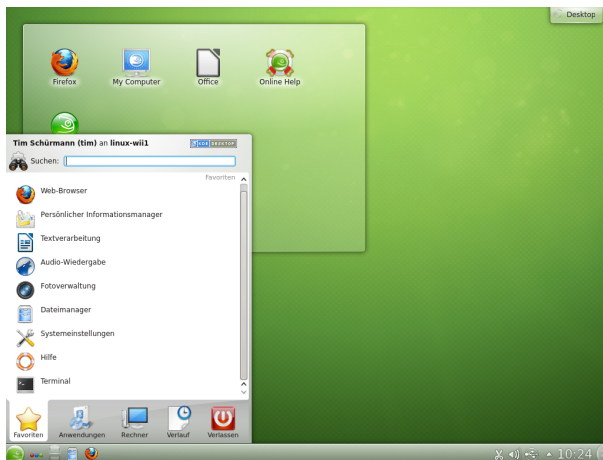 Desktop
Firefox
My Computer
Office
Online Help
Tim Schürmann (tim) an linux-wii1
KDE DESKTOP
Suchen:
Favoriten
Web-Browser
Persönlicher Informationsmanager
Textverarbeitung
Audio-Wiedergabe
Fotoverwaltung
Dateimanager
Systemeinstellungen
Hilfe
Terminal
Favoriten
Anwendungen
Rechner
Verlauf
Verlassen
10:24